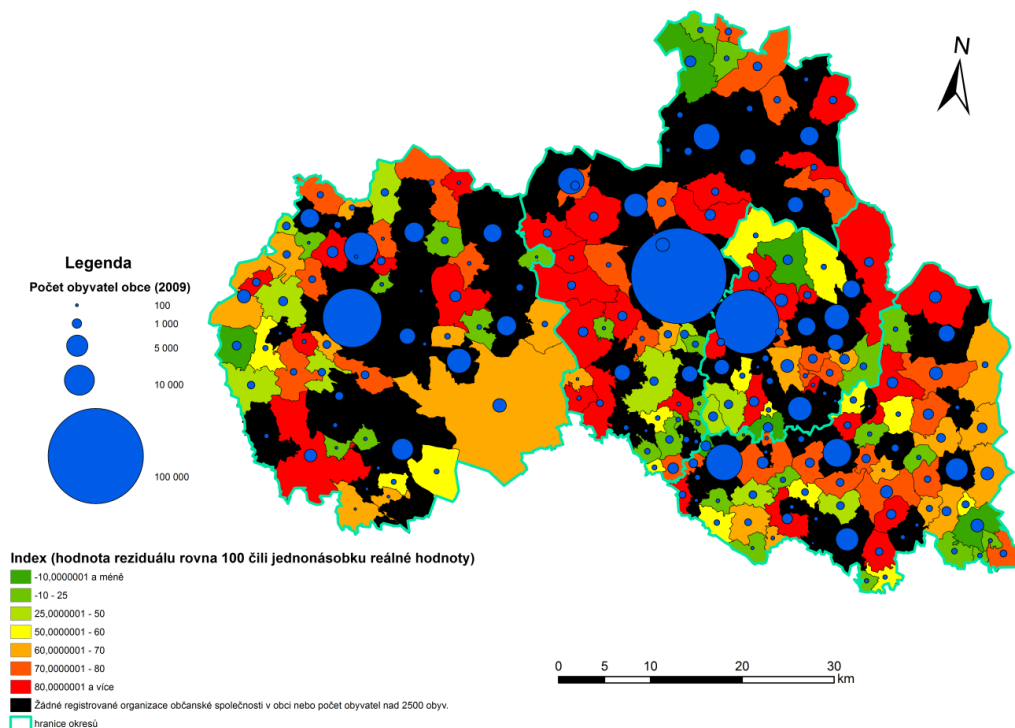 N
Legenda
Počet obyvatel obce (2009)
100
1 000
5 000
10 000
100 000
Index (hodnota reziduálu rovna 100 čili jednonásobku reálné hodnoty)
-10,0000001 a méně
-10 - 25
25,0000001 - 50
50,0000001 - 60
60,0000001 - 70
70,0000001 - 80
80,0000001 a více
Žádné registrované organizace občanské společnosti v obci nebo počet obyvatel nad 2500 obyv.
hranice okresů
0 5 10 20 30
km